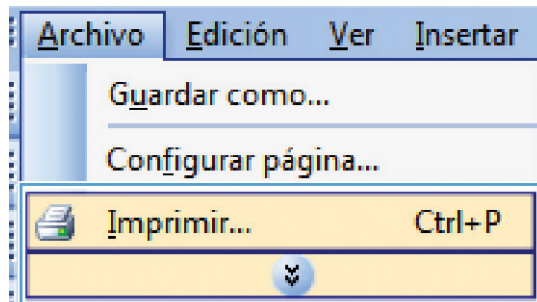 Archivo Edición Ver Insertar
Guardar como...
Configurar página...
Imprimir... Ctrl+P